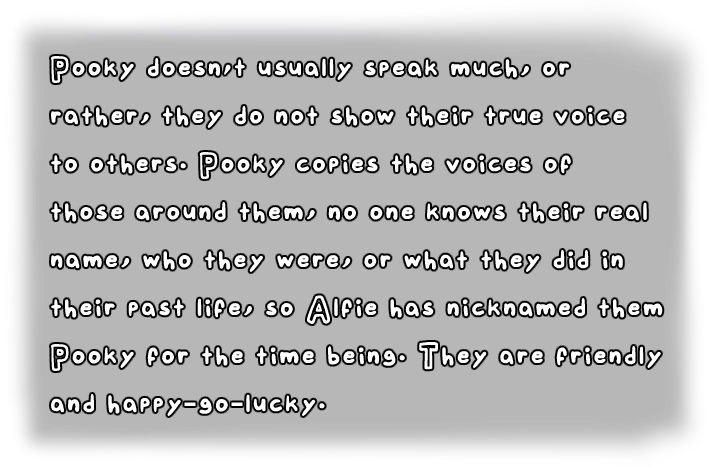 Pooky doesn't usually speak much, or
rather, they do not show their true voice
to others. Pooky copies the voices of
those around them, no one knows their real
name, who they were, or what they did in
their past life, so Alfie has nicknamed them
Pooky for the time being. They are friendly
and happy-go-lucky.